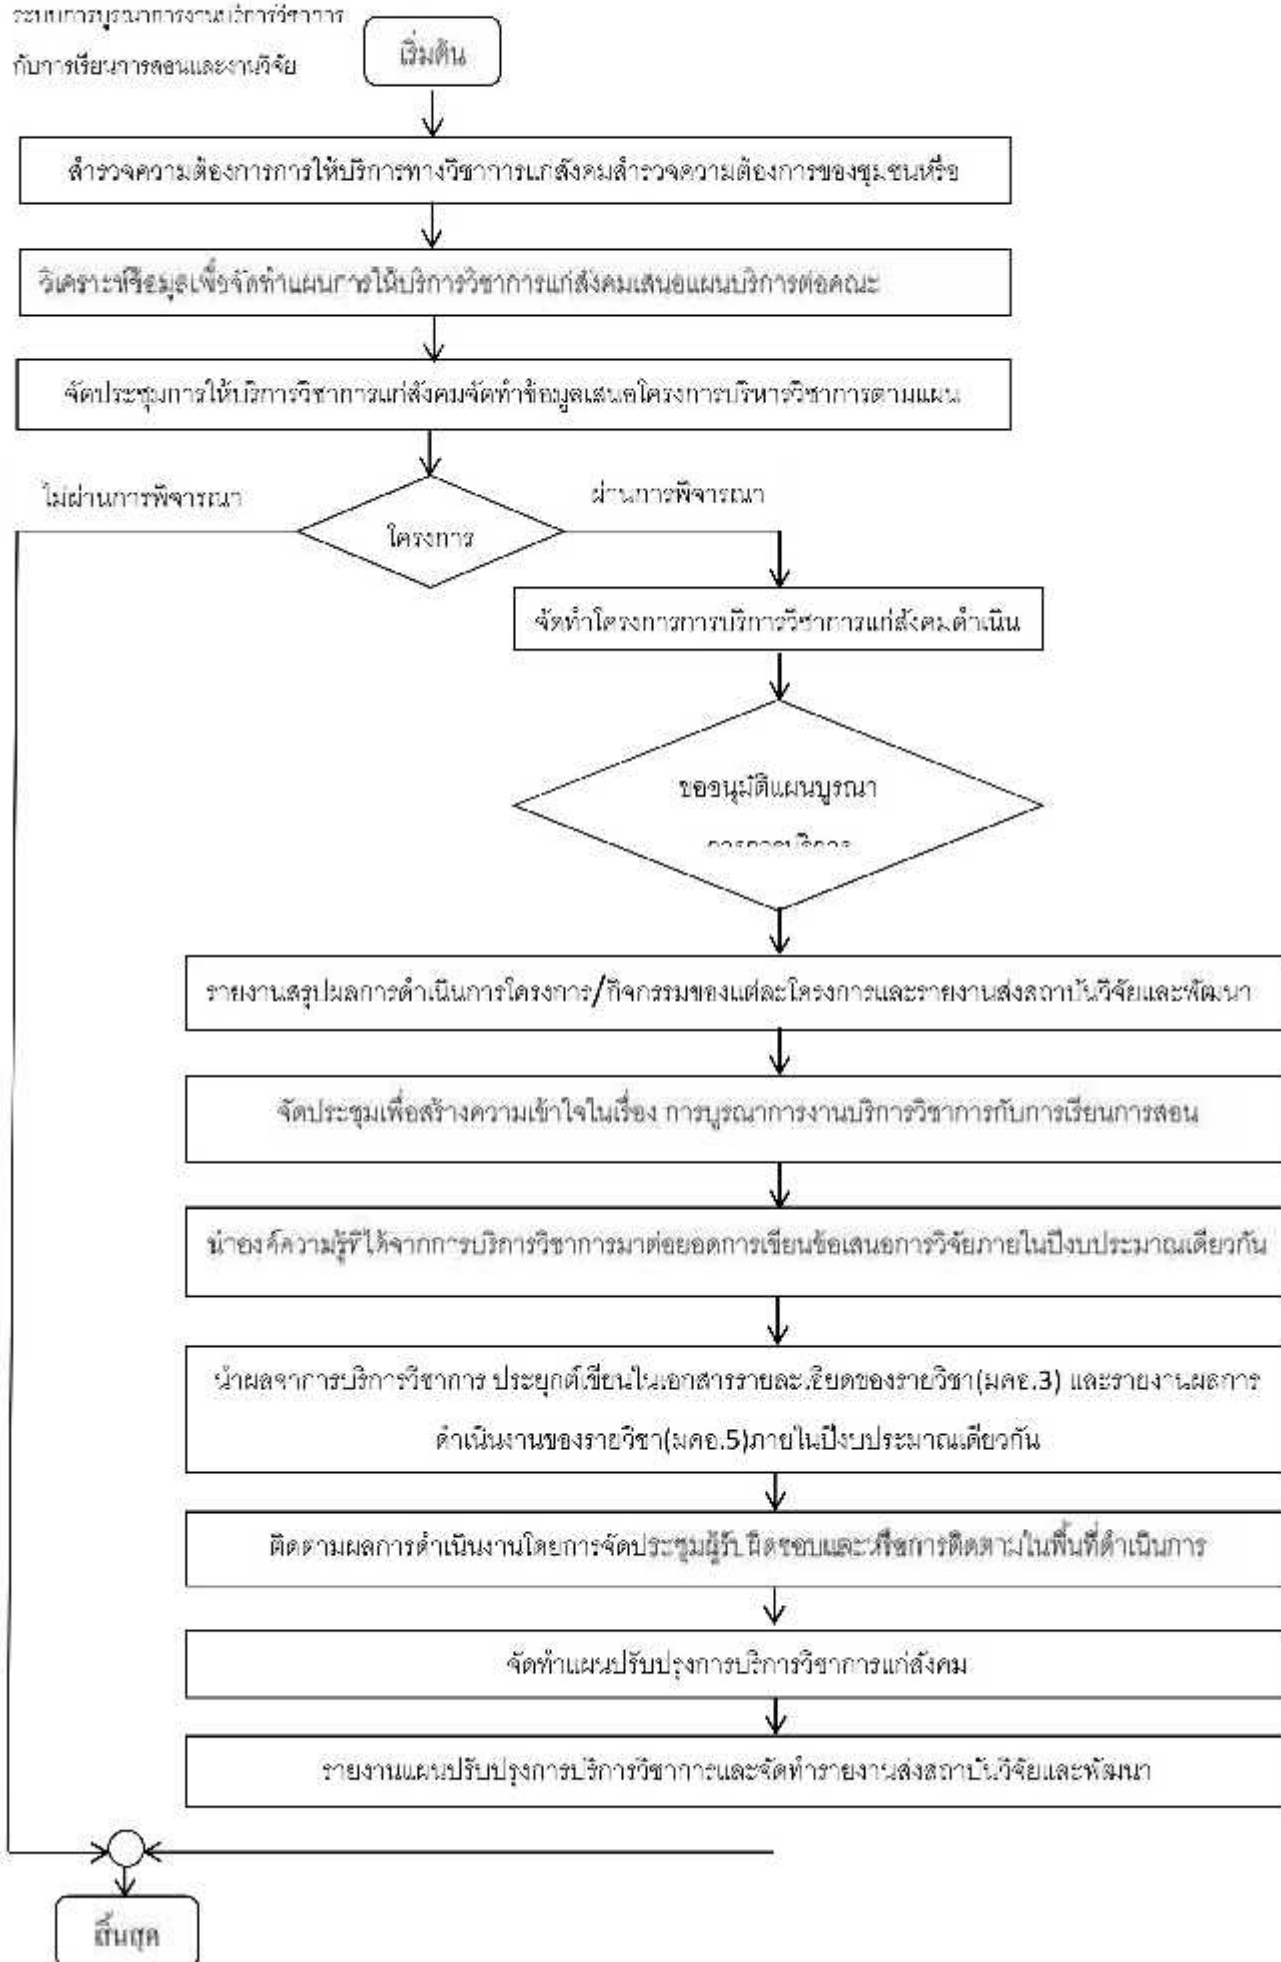 ระบบการบูรณาการงานบริการวิชาการ
กับการเรียนการสอนและงานวิจัย
เริ่มต้น
สำรวจความต้องการการให้บริการทางวิชาการแก่สังคมสำรวจความต้องการของชุมชนหรือ
วิเคราะห์ข้อมูลเพื่อจัดทำแผนการให้บริการวิชาการแก่สังคมเสนอแผนบริการต่อคณะ
จัดประชุมการให้บริการวิชาการแก่สังคมจัดทำข้อมูลเสนอโครงการบริหารวิชาการตามแผน
ไม่ผ่านการพิจารณา
ผ่านการพิจารณา
โครงการ
จัดทำโครงการการบริการวิชาการแก่สังคมดำเนิน
ขออนุมัติแผนบูรณา
การการบริการ
รายงานสรุปผลการดำเนินการโครงการ/กิจกรรมของแต่ละโครงการและรายงานส่งสถาบันวิจัยและพัฒนา
จัดประชุมเพื่อสร้างความเข้าใจในเรื่อง การบูรณาการงานบริการวิชาการกับการเรียนการสอน
นำองค์ความรู้ที่ได้จากการบริการวิชาการมาต่อยอดการเขียนข้อเสนอการวิจัยภายในปีงบประมาณเดียวกัน
นำผลจาการบริการวิชาการ ประยุกต์เขียนในเอกสารรายละเอียดของรายวิชา(มคอ.3) และรายงานผลการ
ดำเนินงานของรายวิชา(มคอ.5)ภายในปีงบประมาณเดียวกัน
ติดตามผลการดำเนินงานโดยการจัดประชุมผู้รับผิดชอบและหรือการติดตามในพื้นที่ดำเนินการ
จัดทำแผนปรับปรุงการบริการวิชาการแก่สังคม
รายงานแผนปรับปรุงการบริการวิชาการและจัดทำรายงานส่งสถาบันวิจัยและพัฒนา
สิ้นสุด